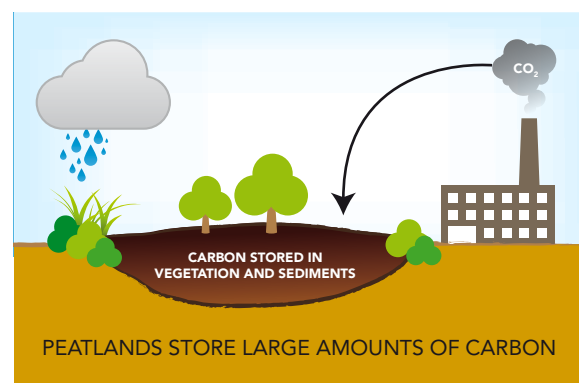 CO₂
CARBON STORED IN
VEGETATION AND SEDIMENTS
PEATLANDS STORE LARGE AMOUNTS OF CARBON